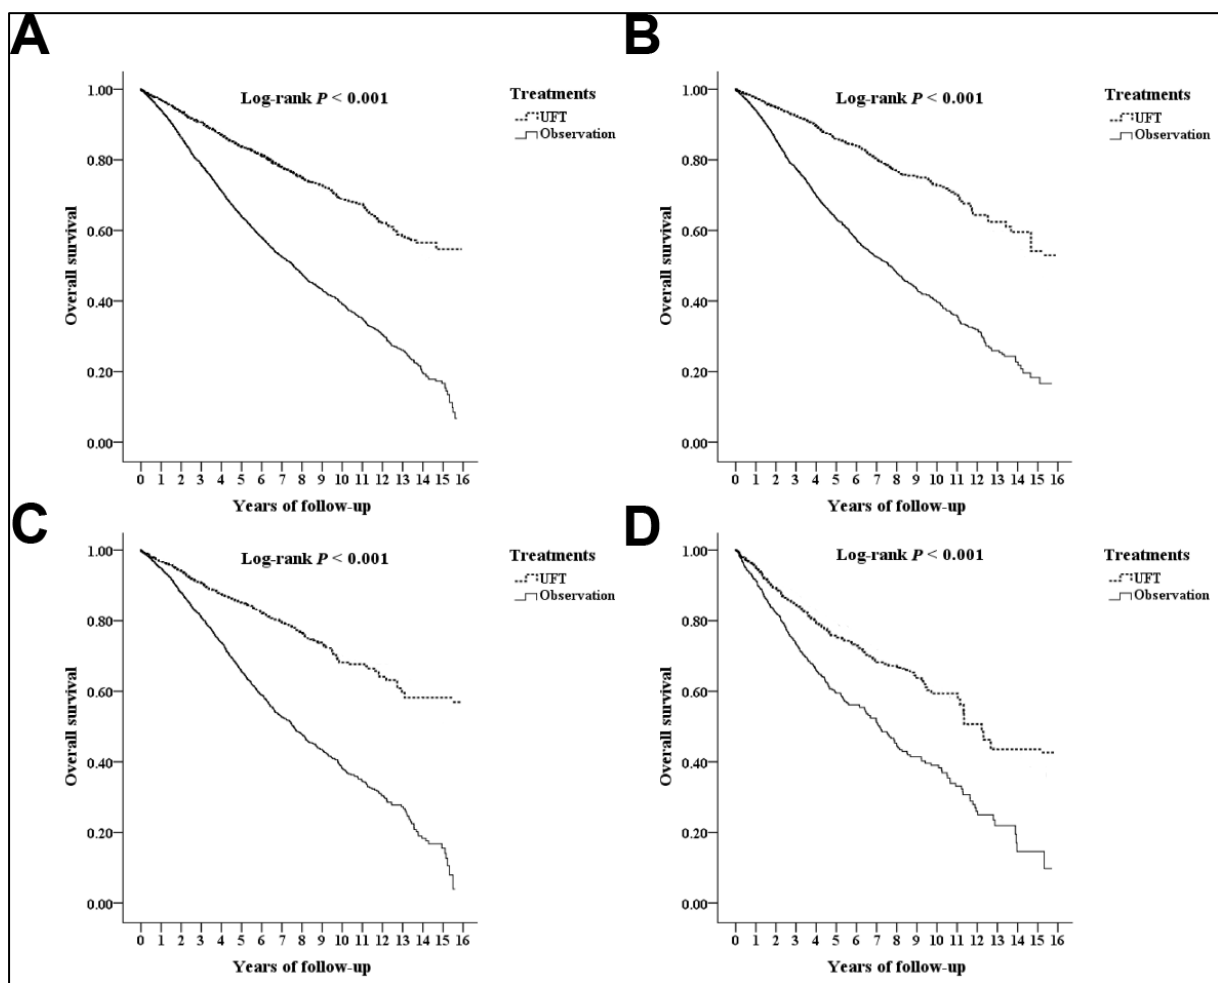 A
Log-rank P < 0.001
Treatments
UFT
Observation
Overall survival
1.00
0.80
0.60
0.40
0.20
0.00
0 1 2 3 4 5 6 7 8 9 10 11 12 13 14 15 16
Years of follow-up
B
Log-rank P < 0.001
Treatments
UFT
Observation
Overall survival
1.00
0.80
0.60
0.40
0.20
0.00
0 1 2 3 4 5 6 7 8 9 10 11 12 13 14 15 16
Years of follow-up
C
Log-rank P < 0.001
Treatments
UFT
Observation
Overall survival
1.00
0.80
0.60
0.40
0.20
0.00
0 1 2 3 4 5 6 7 8 9 10 11 12 13 14 15 16
Years of follow-up
D
Log-rank P < 0.001
Treatments
UFT
Observation
Overall survival
1.00
0.80
0.60
0.40
0.20
0.00
0 1 2 3 4 5 6 7 8 9 10 11 12 13 14 15 16
Years of follow-up